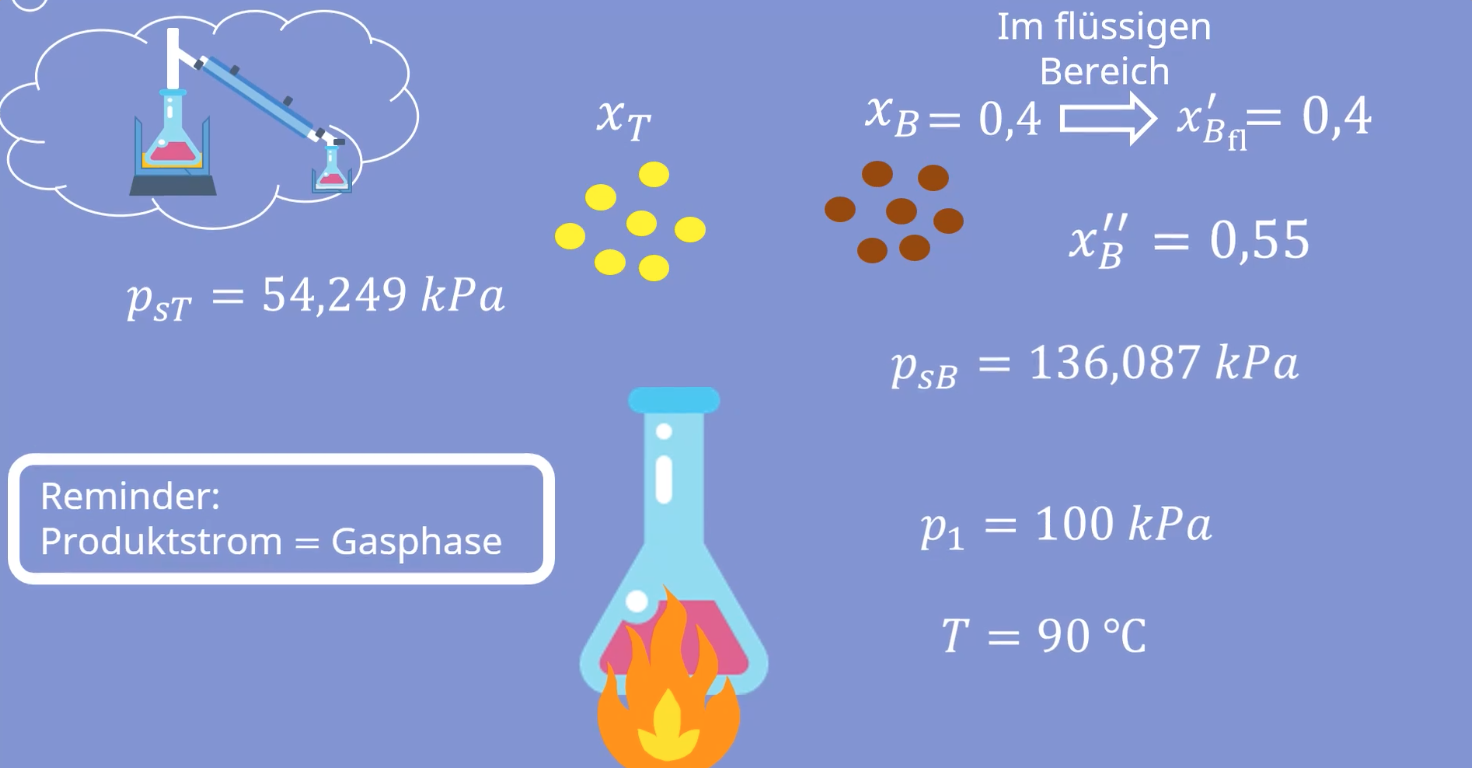 Im flüssigen
Bereich
x_T
x_B = 0,4 ⇒ x'_{B_{fl}} = 0,4
x''_B = 0,55
p_{sT} = 54,249 kPa
p_{sB} = 136,087 kPa
Reminder:
Produktstrom = Gasphase
p_1 = 100 kPa
T = 90 °C